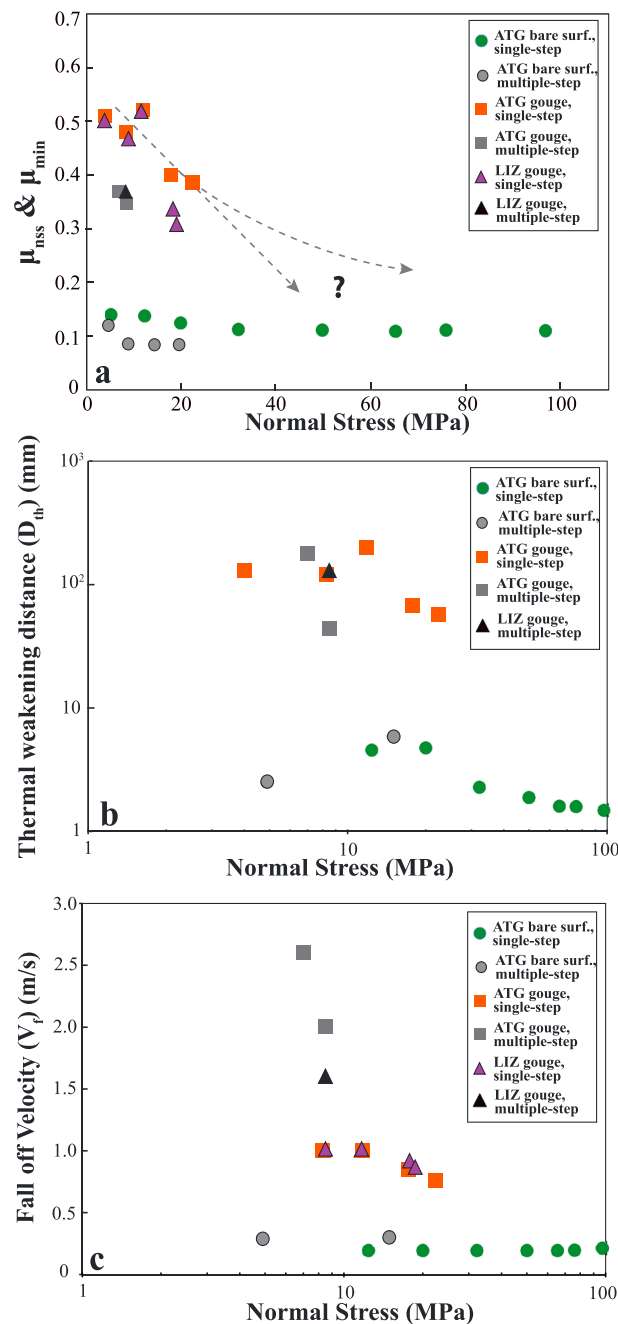 0.7
0.6
0.5
0.4
0.3
0.2
0.1
0
μnss & μmin
ATG bare surf.,
single-step
ATG bare surf.,
multiple-step
ATG gouge,
single-step
ATG gouge,
multiple-step
LIZ gouge,
single-step
LIZ gouge,
multiple-step
?
a
0 20 40 60 80 100
Normal Stress (MPa)
10³
10²
10
1
Thermal weakening distance (Dth) (mm)
ATG bare surf.,
single-step
ATG bare surf.,
multiple-step
ATG gouge,
single-step
ATG gouge,
multiple-step
LIZ gouge,
multiple-step
b
1 10 100
Normal Stress (MPa)
3.0
2.5
2.0
1.5
1.0
0.5
0
Fall off Velocity (Vf) (m/s)
ATG bare surf.,
single-step
ATG bare surf.,
multiple-step
ATG gouge,
single-step
ATG gouge,
multiple-step
LIZ gouge,
single-step
LIZ gouge,
multiple-step
c
1 10 100
Normal Stress (MPa)